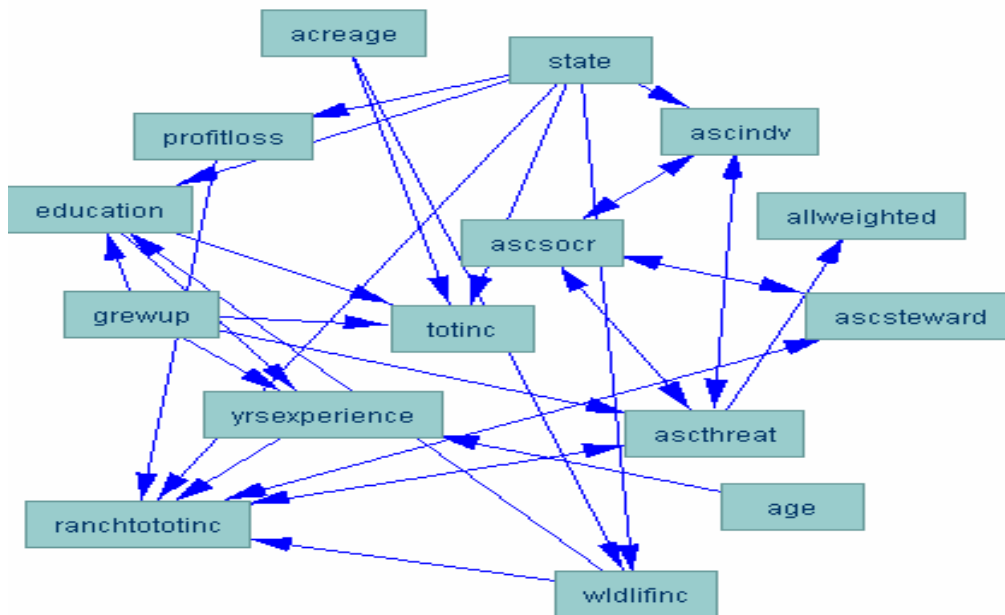 acreage
state
profitloss
ascindv
education
allweighted
ascsocr
grewup
totinc
ascsteward
yrsexperience
ascthreat
ranchtototinc
age
wldlifinc